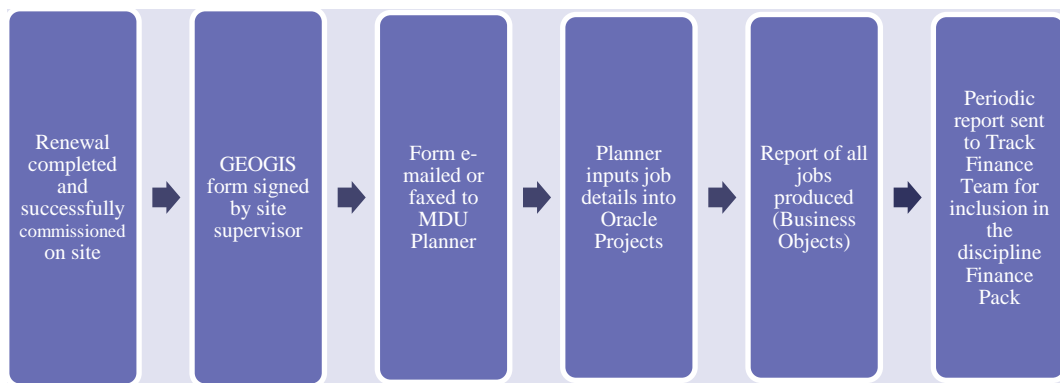 Renewal
completed
and
successfully
commissioned
on site
GEOGIS
form signed
by site
supervisor
Form e-
mailed or
faxed to
MDU
Planner
Planner
inputs job
details into
Oracle
Projects
Report of all
jobs
produced
(Business
Objects)
Periodic
report sent
to Track
Finance
Team for
inclusion in
the
discipline
Finance
Pack